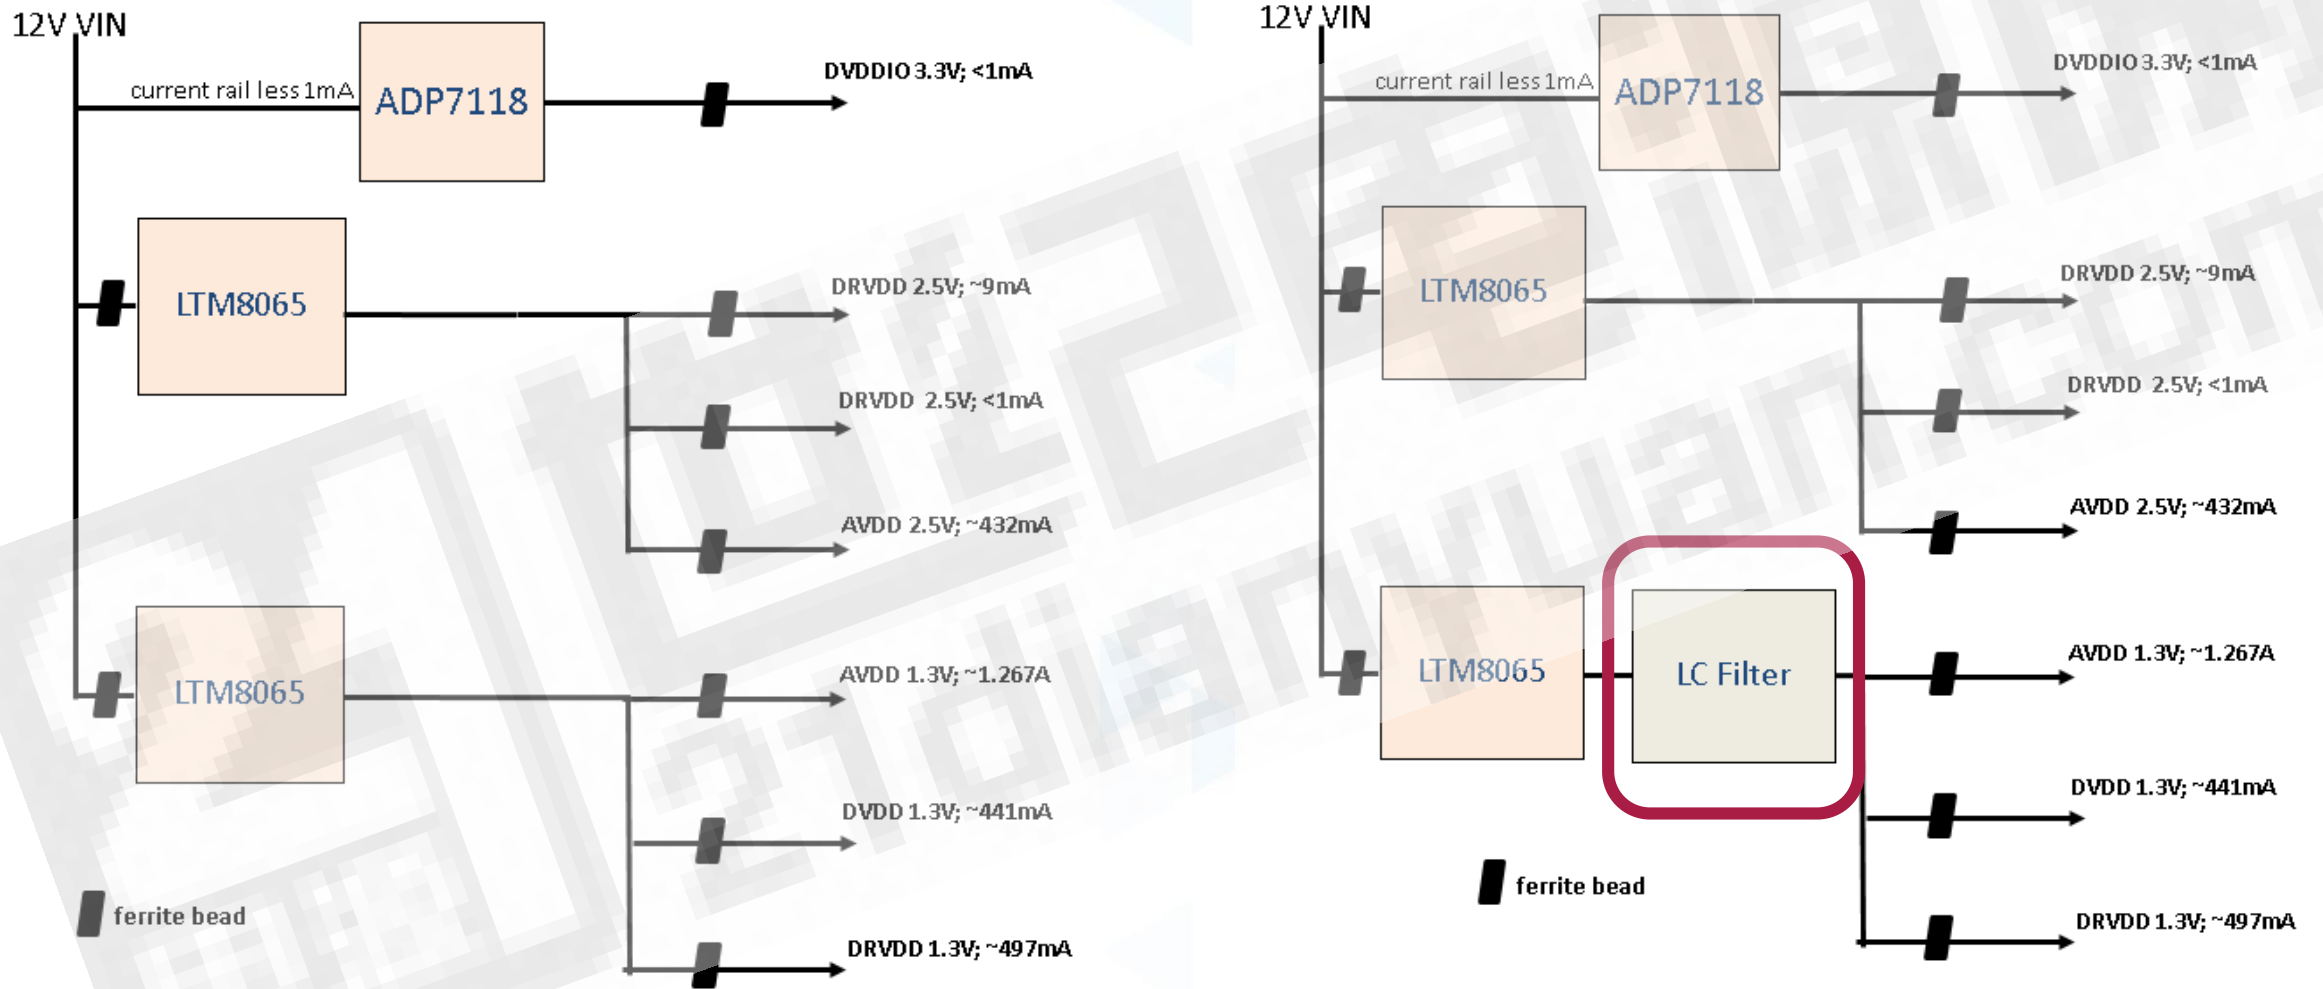 12V VIN
current rail less 1mA
ADP7118
DVDDIO 3.3V; <1mA
LTM8065
DRVDD 2.5V; ~9mA
DRVDD 2.5V; <1mA
AVDD 2.5V; ~432mA
LTM8065
AVDD 1.3V; ~1.267A
DVDD 1.3V; ~441mA
DRVDD 1.3V; ~497mA
ferrite bead
12V VIN
current rail less 1mA
ADP7118
DVDDIO 3.3V; <1mA
LTM8065
DRVDD 2.5V; ~9mA
DRVDD 2.5V; <1mA
AVDD 2.5V; ~432mA
LTM8065
LC Filter
AVDD 1.3V; ~1.267A
DVDD 1.3V; ~441mA
DRVDD 1.3V; ~497mA
ferrite bead
21dianyuan.com